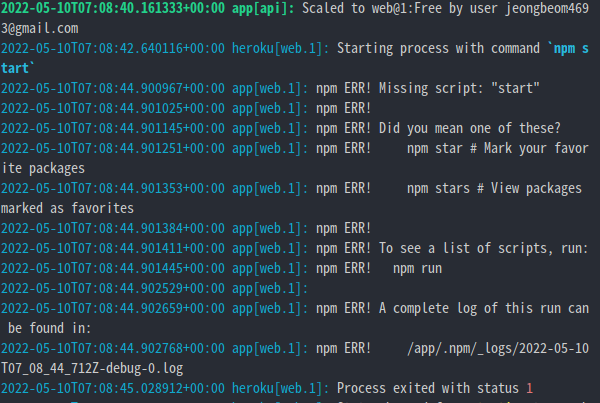 2022-05-10T07:08:40.161333+00:00 app[api]: Scaled to web@1:Free by user jeongbeom469
3@gmail.com
2022-05-10T07:08:42.640116+00:00 heroku[web.1]: Starting process with command `npm s
tart`
2022-05-10T07:08:44.900967+00:00 app[web.1]: npm ERR! Missing script: "start"
2022-05-10T07:08:44.901025+00:00 app[web.1]: npm ERR!
2022-05-10T07:08:44.901145+00:00 app[web.1]: npm ERR! Did you mean one of these?
2022-05-10T07:08:44.901251+00:00 app[web.1]: npm ERR!     npm star # Mark your favor
ite packages
2022-05-10T07:08:44.901353+00:00 app[web.1]: npm ERR!     npm stars # View packages
marked as favorites
2022-05-10T07:08:44.901384+00:00 app[web.1]: npm ERR!
2022-05-10T07:08:44.901411+00:00 app[web.1]: npm ERR! To see a list of scripts, run:
2022-05-10T07:08:44.901445+00:00 app[web.1]: npm ERR!   npm run
2022-05-10T07:08:44.902529+00:00 app[web.1]:
2022-05-10T07:08:44.902659+00:00 app[web.1]: npm ERR! A complete log of this run can
 be found in:
2022-05-10T07:08:44.902768+00:00 app[web.1]: npm ERR!     /app/.npm/_logs/2022-05-10
T07_08_44_712Z-debug-0.log
2022-05-10T07:08:45.028912+00:00 heroku[web.1]: Process exited with status 1